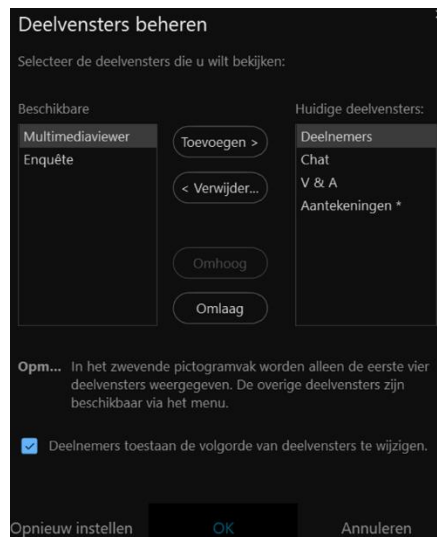 Deelvensters beheren
Selecteer de deelvensters die u wilt bekijken:
Beschikbare
Huidige deelvensters:
Multimediaviewer
Enquête
Toevoegen >
< Verwijder...
Omhoog
Omlaag
Deelnemers
Chat
V & A
Aantekeningen *
Opm... In het zwevende pictogramvak worden alleen de eerste vier
deelvensters weergegeven. De overige deelvensters zijn
beschikbaar via het menu.
Deelnemers toestaan de volgorde van deelvensters te wijzigen.
Opnieuw instellen
OK
Annuleren